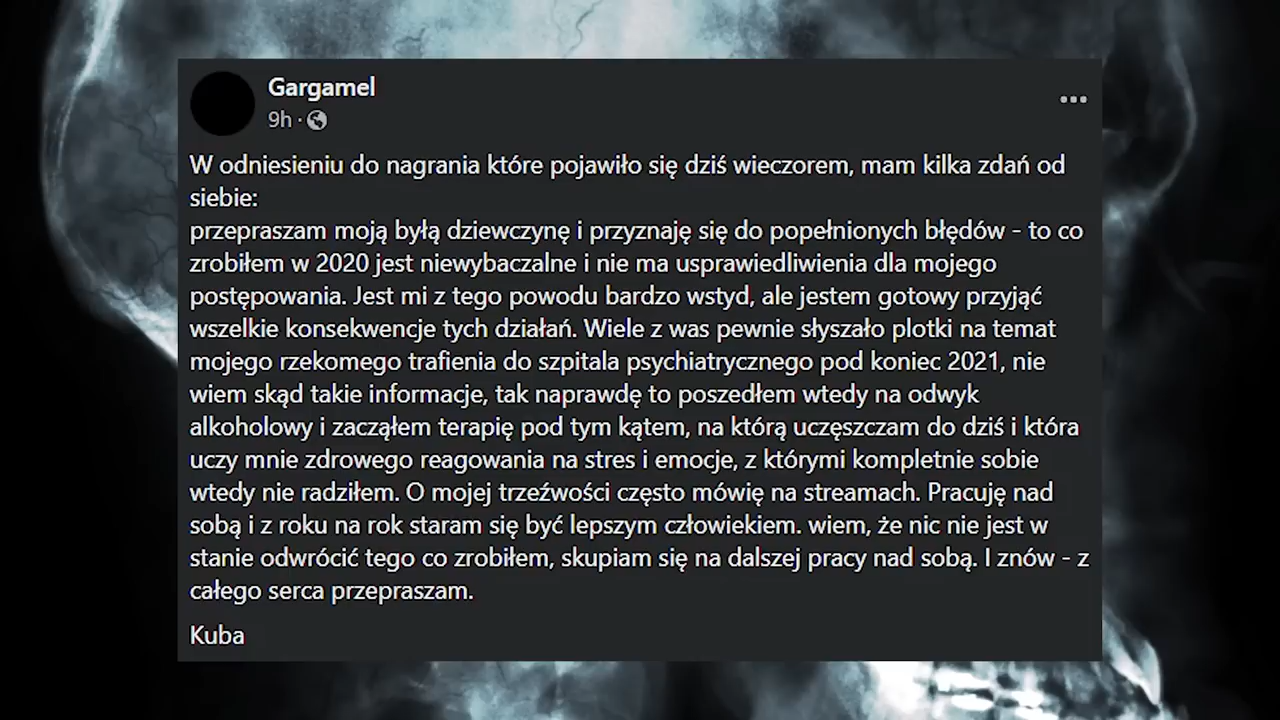 Gargamel
9h ·
W odniesieniu do nagrania które pojawiło się dziś wieczorem, mam kilka zdań od
siebie:
przepraszam moją byłą dziewczynę i przyznaję się do popełnionych błędów - to co
zrobiłem w 2020 jest niewybaczalne i nie ma usprawiedliwienia dla mojego
postępowania. Jest mi z tego powodu bardzo wstyd, ale jestem gotowy przyjąć
wszelkie konsekwencje tych działań. Wiele z was pewnie słyszało plotki na temat
mojego rzekomego trafienia do szpitala psychiatrycznego pod koniec 2021, nie
wiem skąd takie informacje, tak naprawdę to poszedłem wtedy na odwyk
alkoholowy i zacząłem terapię pod tym kątem, na którą uczęszczam do dziś i która
uczy mnie zdrowego reagowania na stres i emocje, z którymi kompletnie sobie
wtedy nie radziłem. O mojej trzeźwości często mówię na streamach. Pracuję nad
sobą i z roku na rok staram się być lepszym człowiekiem. wiem, że nic nie jest w
stanie odwrócić tego co zrobiłem, skupiam się na dalszej pracy nad sobą. I znów - z
całego serca przepraszam.
Kuba